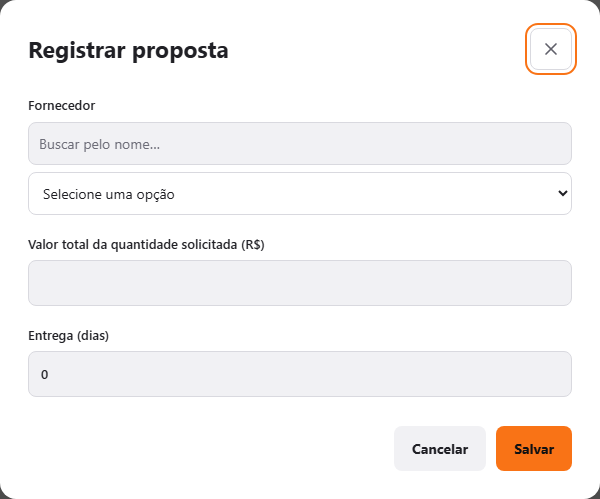 Registrar proposta
Fornecedor
Buscar pelo nome...
Selecione uma opção
Valor total da quantidade solicitada (R$)
Entrega (dias)
0
Cancelar
Salvar